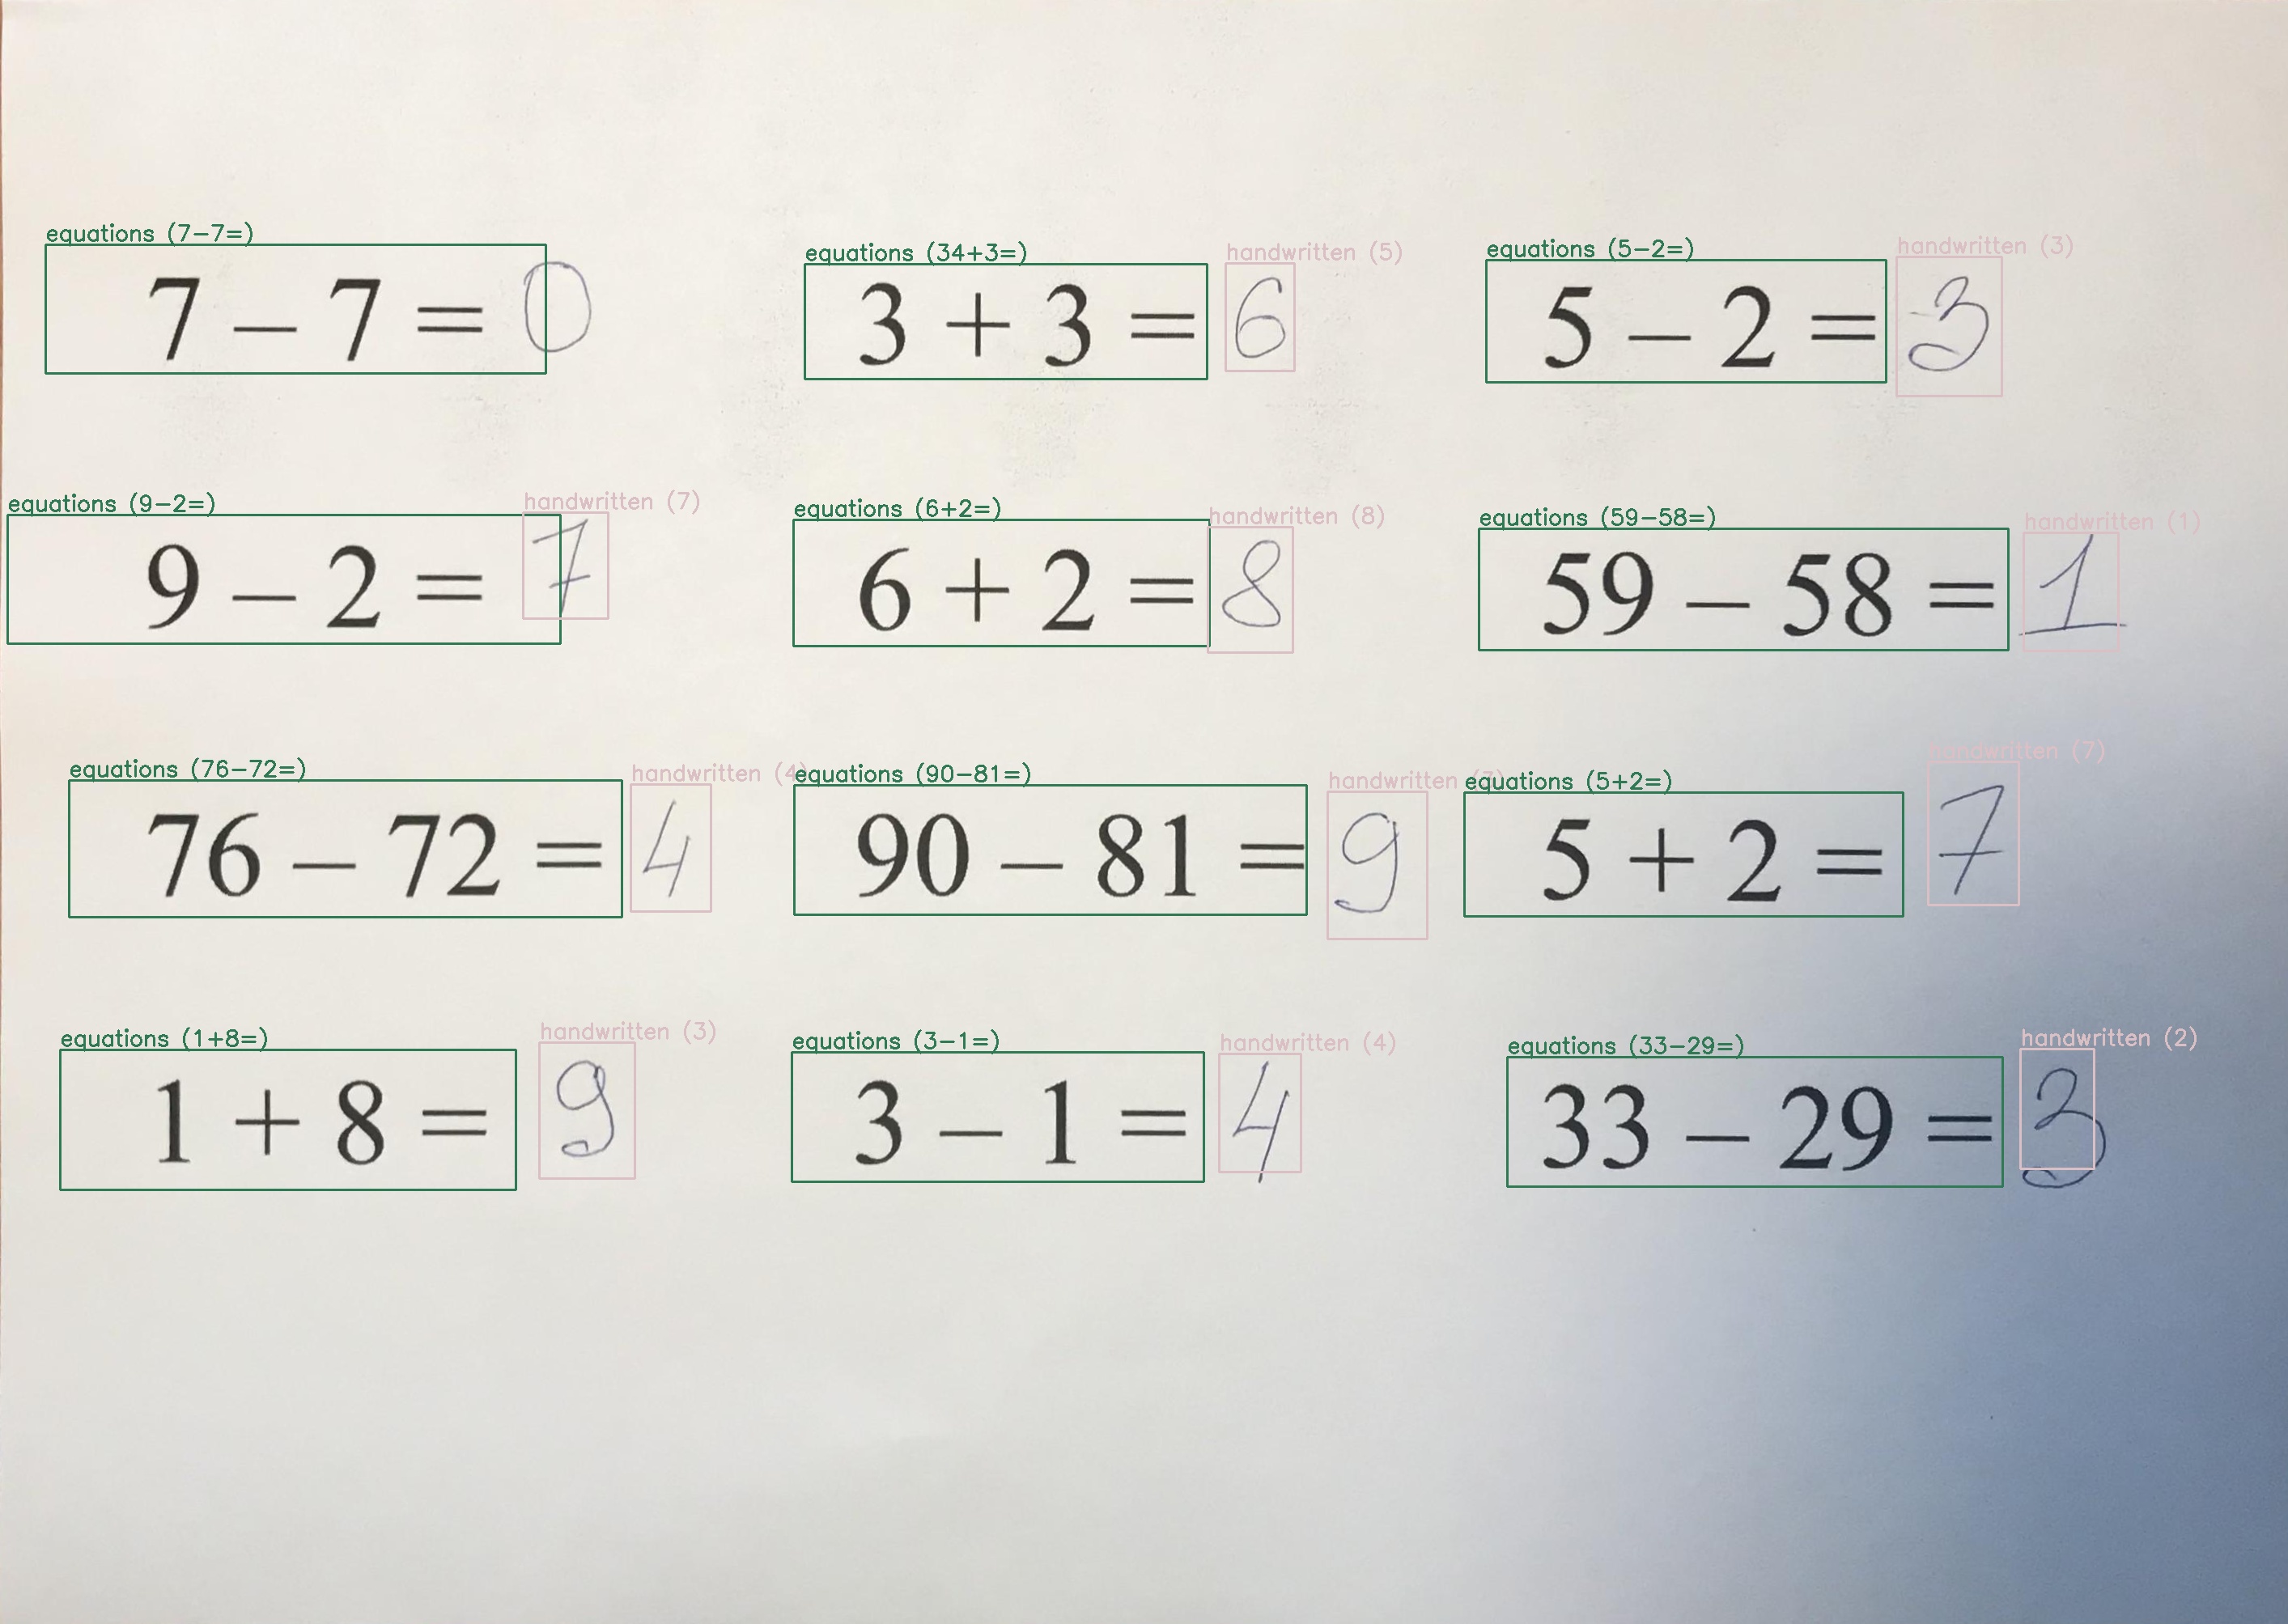 equations (7-7=)
7 – 7 = 0
equations (34+3=) handwritten (5)
3 + 3 = 6
equations (5-2=) handwritten (3)
5 – 2 = 3
equations (9-2=) handwritten (7)
9 – 2 = 7
equations (6+2=) handwritten (8)
6 + 2 = 8
equations (59-58=) handwritten (1)
59 – 58 = 1
equations (76-72=) handwritten (4
76 – 72 = 4
equations (90-81=) handwritten
90 – 81 = 9
equations (5+2=) handwritten (7)
5 + 2 = 7
equations (1+8=) handwritten (3)
1 + 8 = 9
equations (3-1=) handwritten (4)
3 – 1 = 4
equations (33-29=) handwritten (2)
33 – 29 = 3